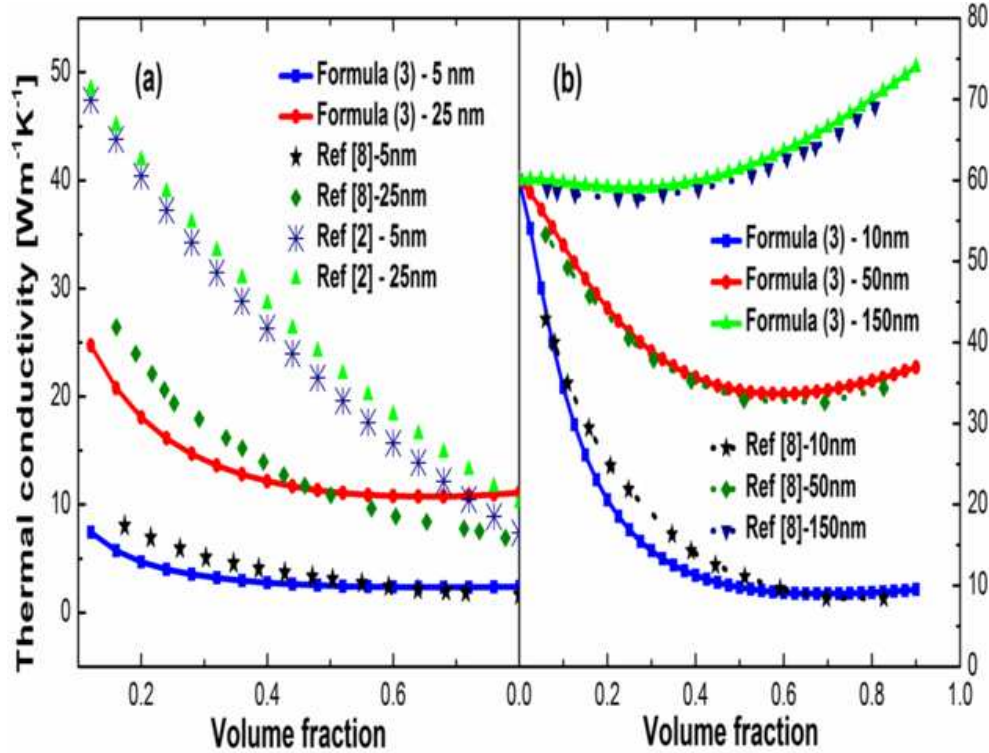 Thermal conductivity [Wm⁻¹K⁻¹]
50
40
30
20
10
0
(a)
Formula (3) - 5 nm
Formula (3) - 25 nm
Ref [8]-5nm
Ref [8]-25nm
Ref [2] - 5nm
Ref [2] - 25nm
0.2
0.4
0.6
0.8
Volume fraction
(b)
Formula (3) - 10nm
Formula (3) - 50nm
Formula (3) - 150nm
Ref [8]-10nm
Ref [8]-50nm
Ref [8]-150nm
80
70
60
50
40
30
20
10
0
0.0
0.2
0.4
0.6
0.8
1.0
Volume fraction